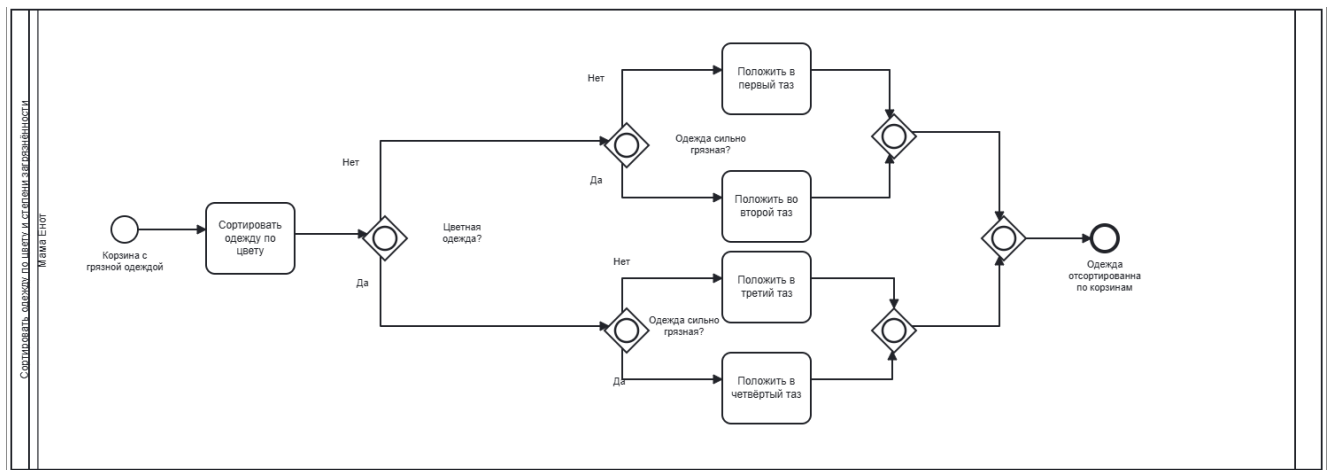 Сортировать одежду по цвету и степени загрязнённости
Мама Енот
Корзина с
грязной одеждой
Сортировать
одежду по
цвету
Цветная
одежда?
Нет
Да
Одежда сильно
грязная?
Нет
Да
Положить в
первый таз
Положить во
второй таз
Одежда сильно
грязная?
Нет
Да
Положить в
третий таз
Положить в
четвёртый таз
Одежда
отсортированна
по корзинам